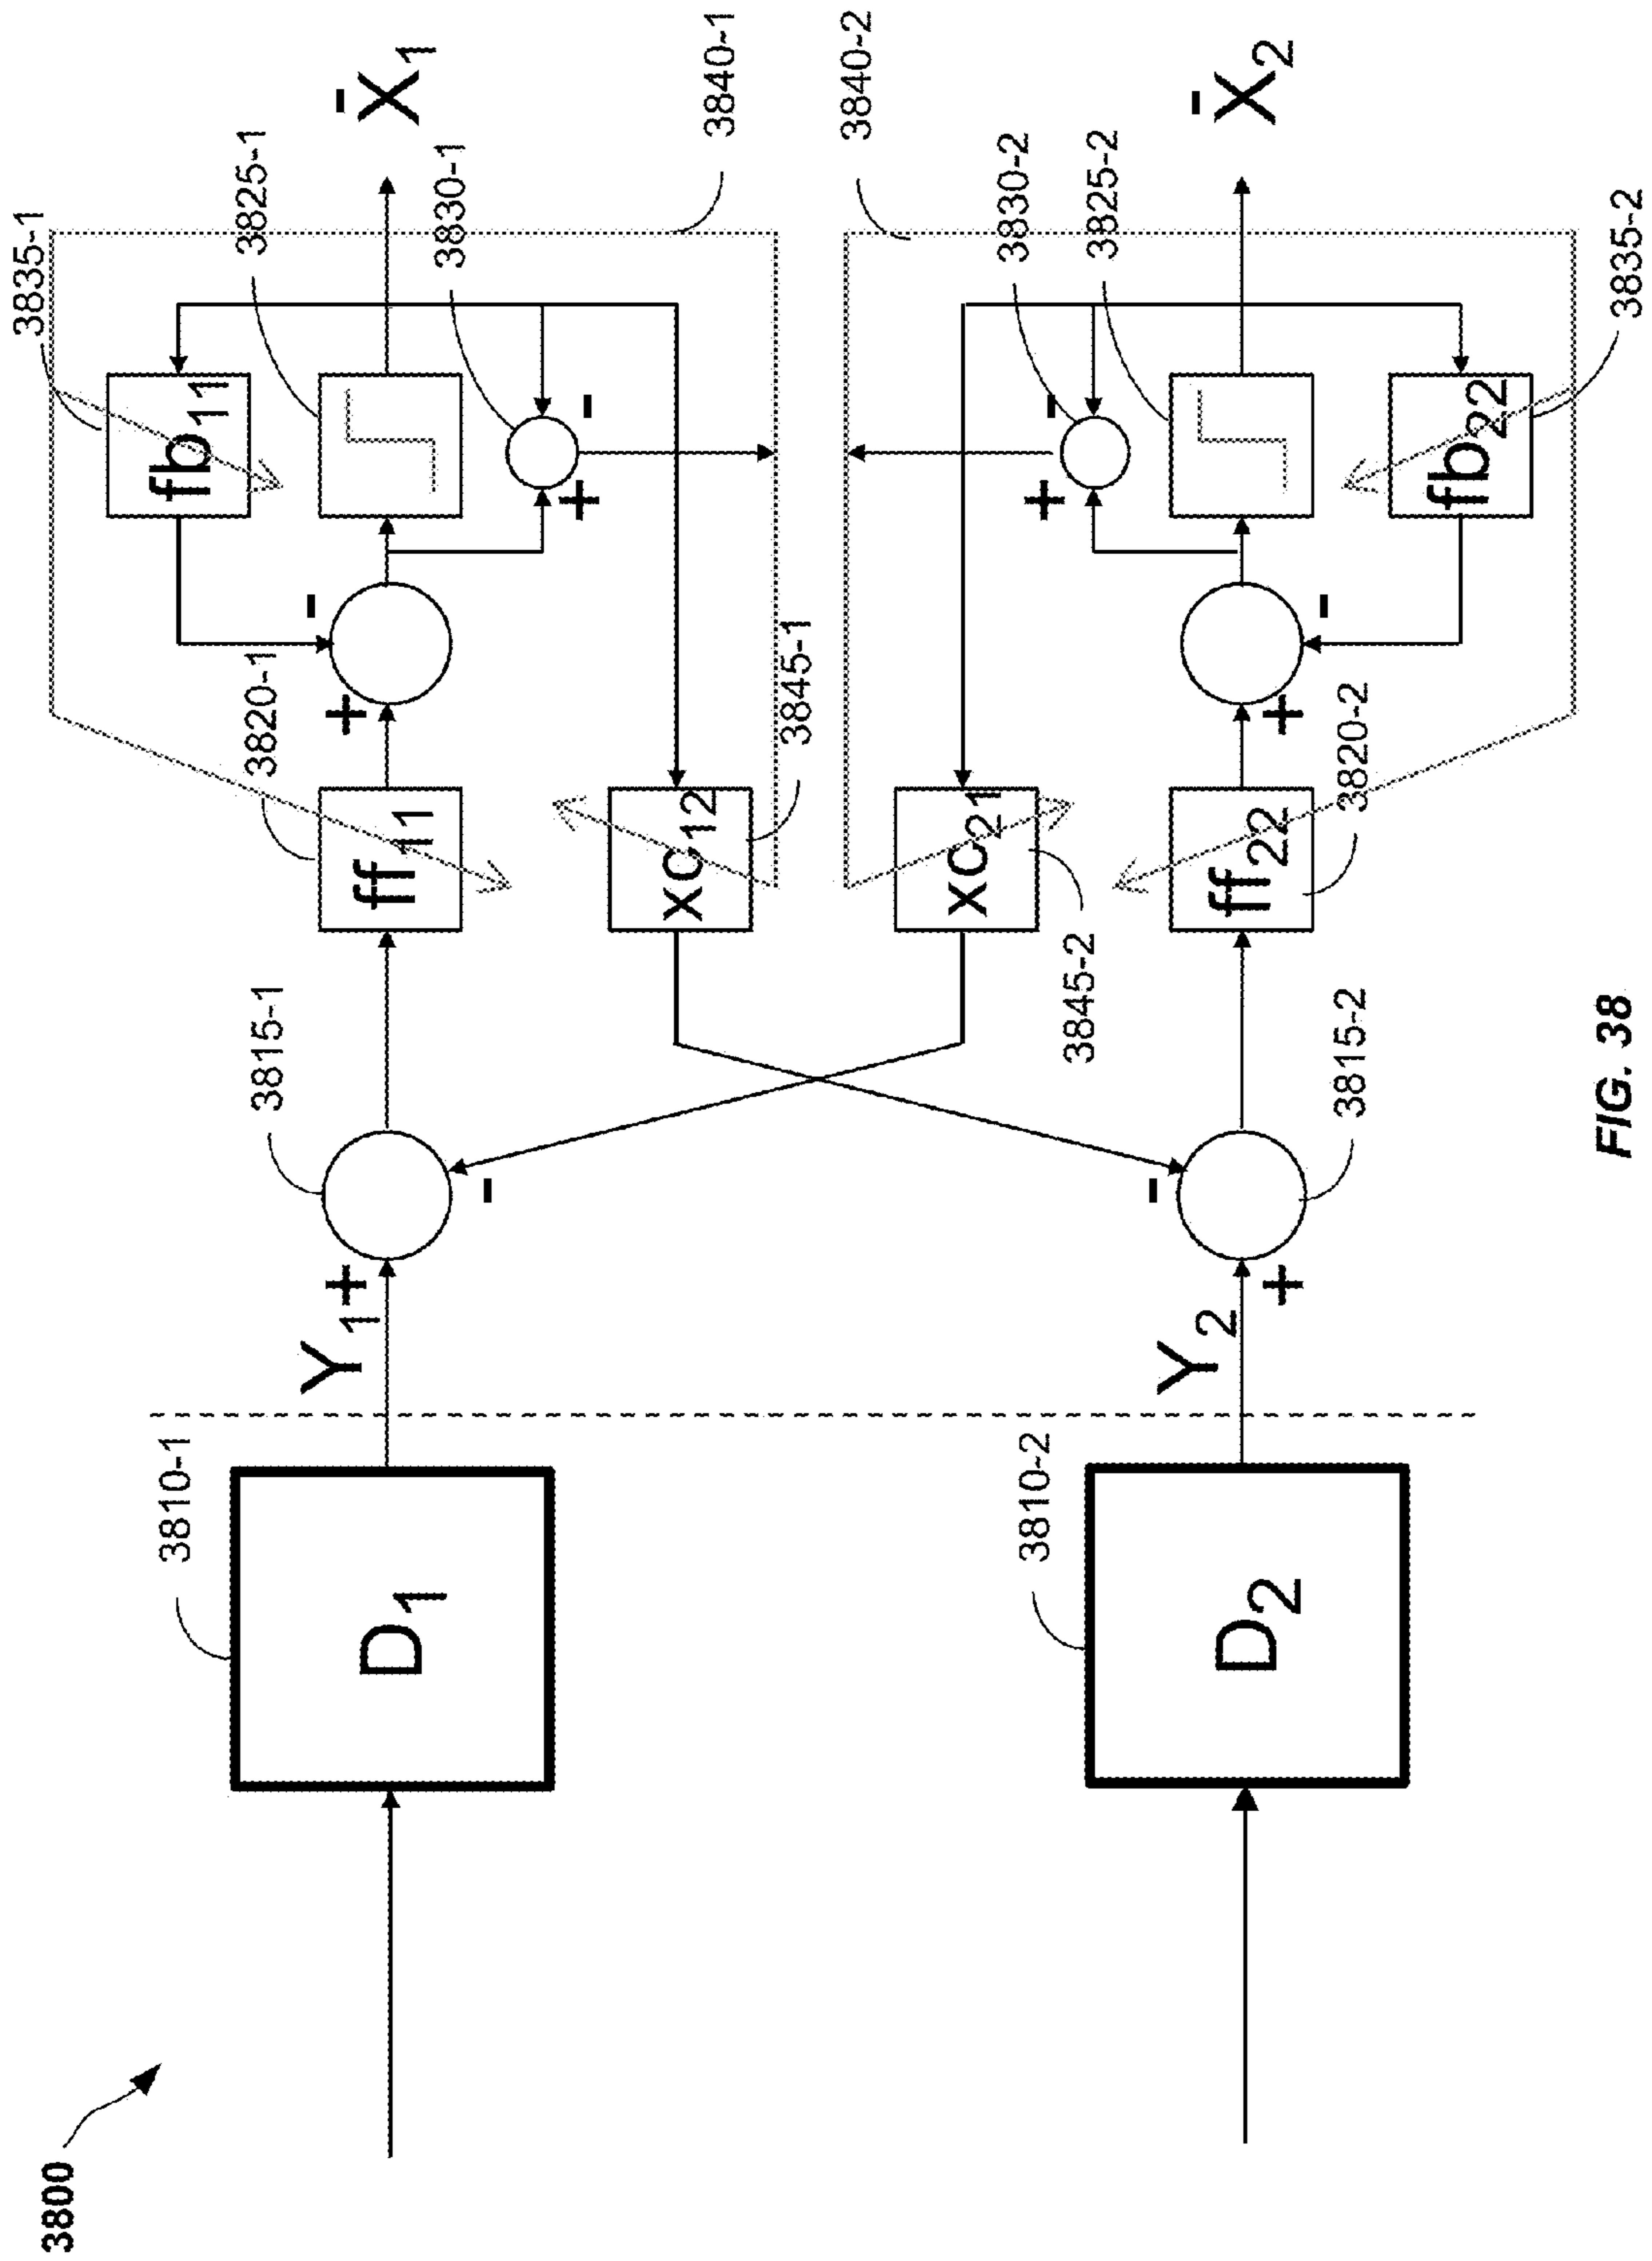 3800
3810-1
D1
Y1
+
3815-1
-
3820-1
ff11
+
-
3835-1
fb11
3825-1
3830-1
+
-
X̄1
3840-1
xc12
3845-1
3840-2
xc21
3845-2
3830-2
3825-2
+
-
3810-2
D2
Y2
+
-
3815-2
ff22
3820-2
+
-
fb22
3835-2
X̄2
FIG. 38